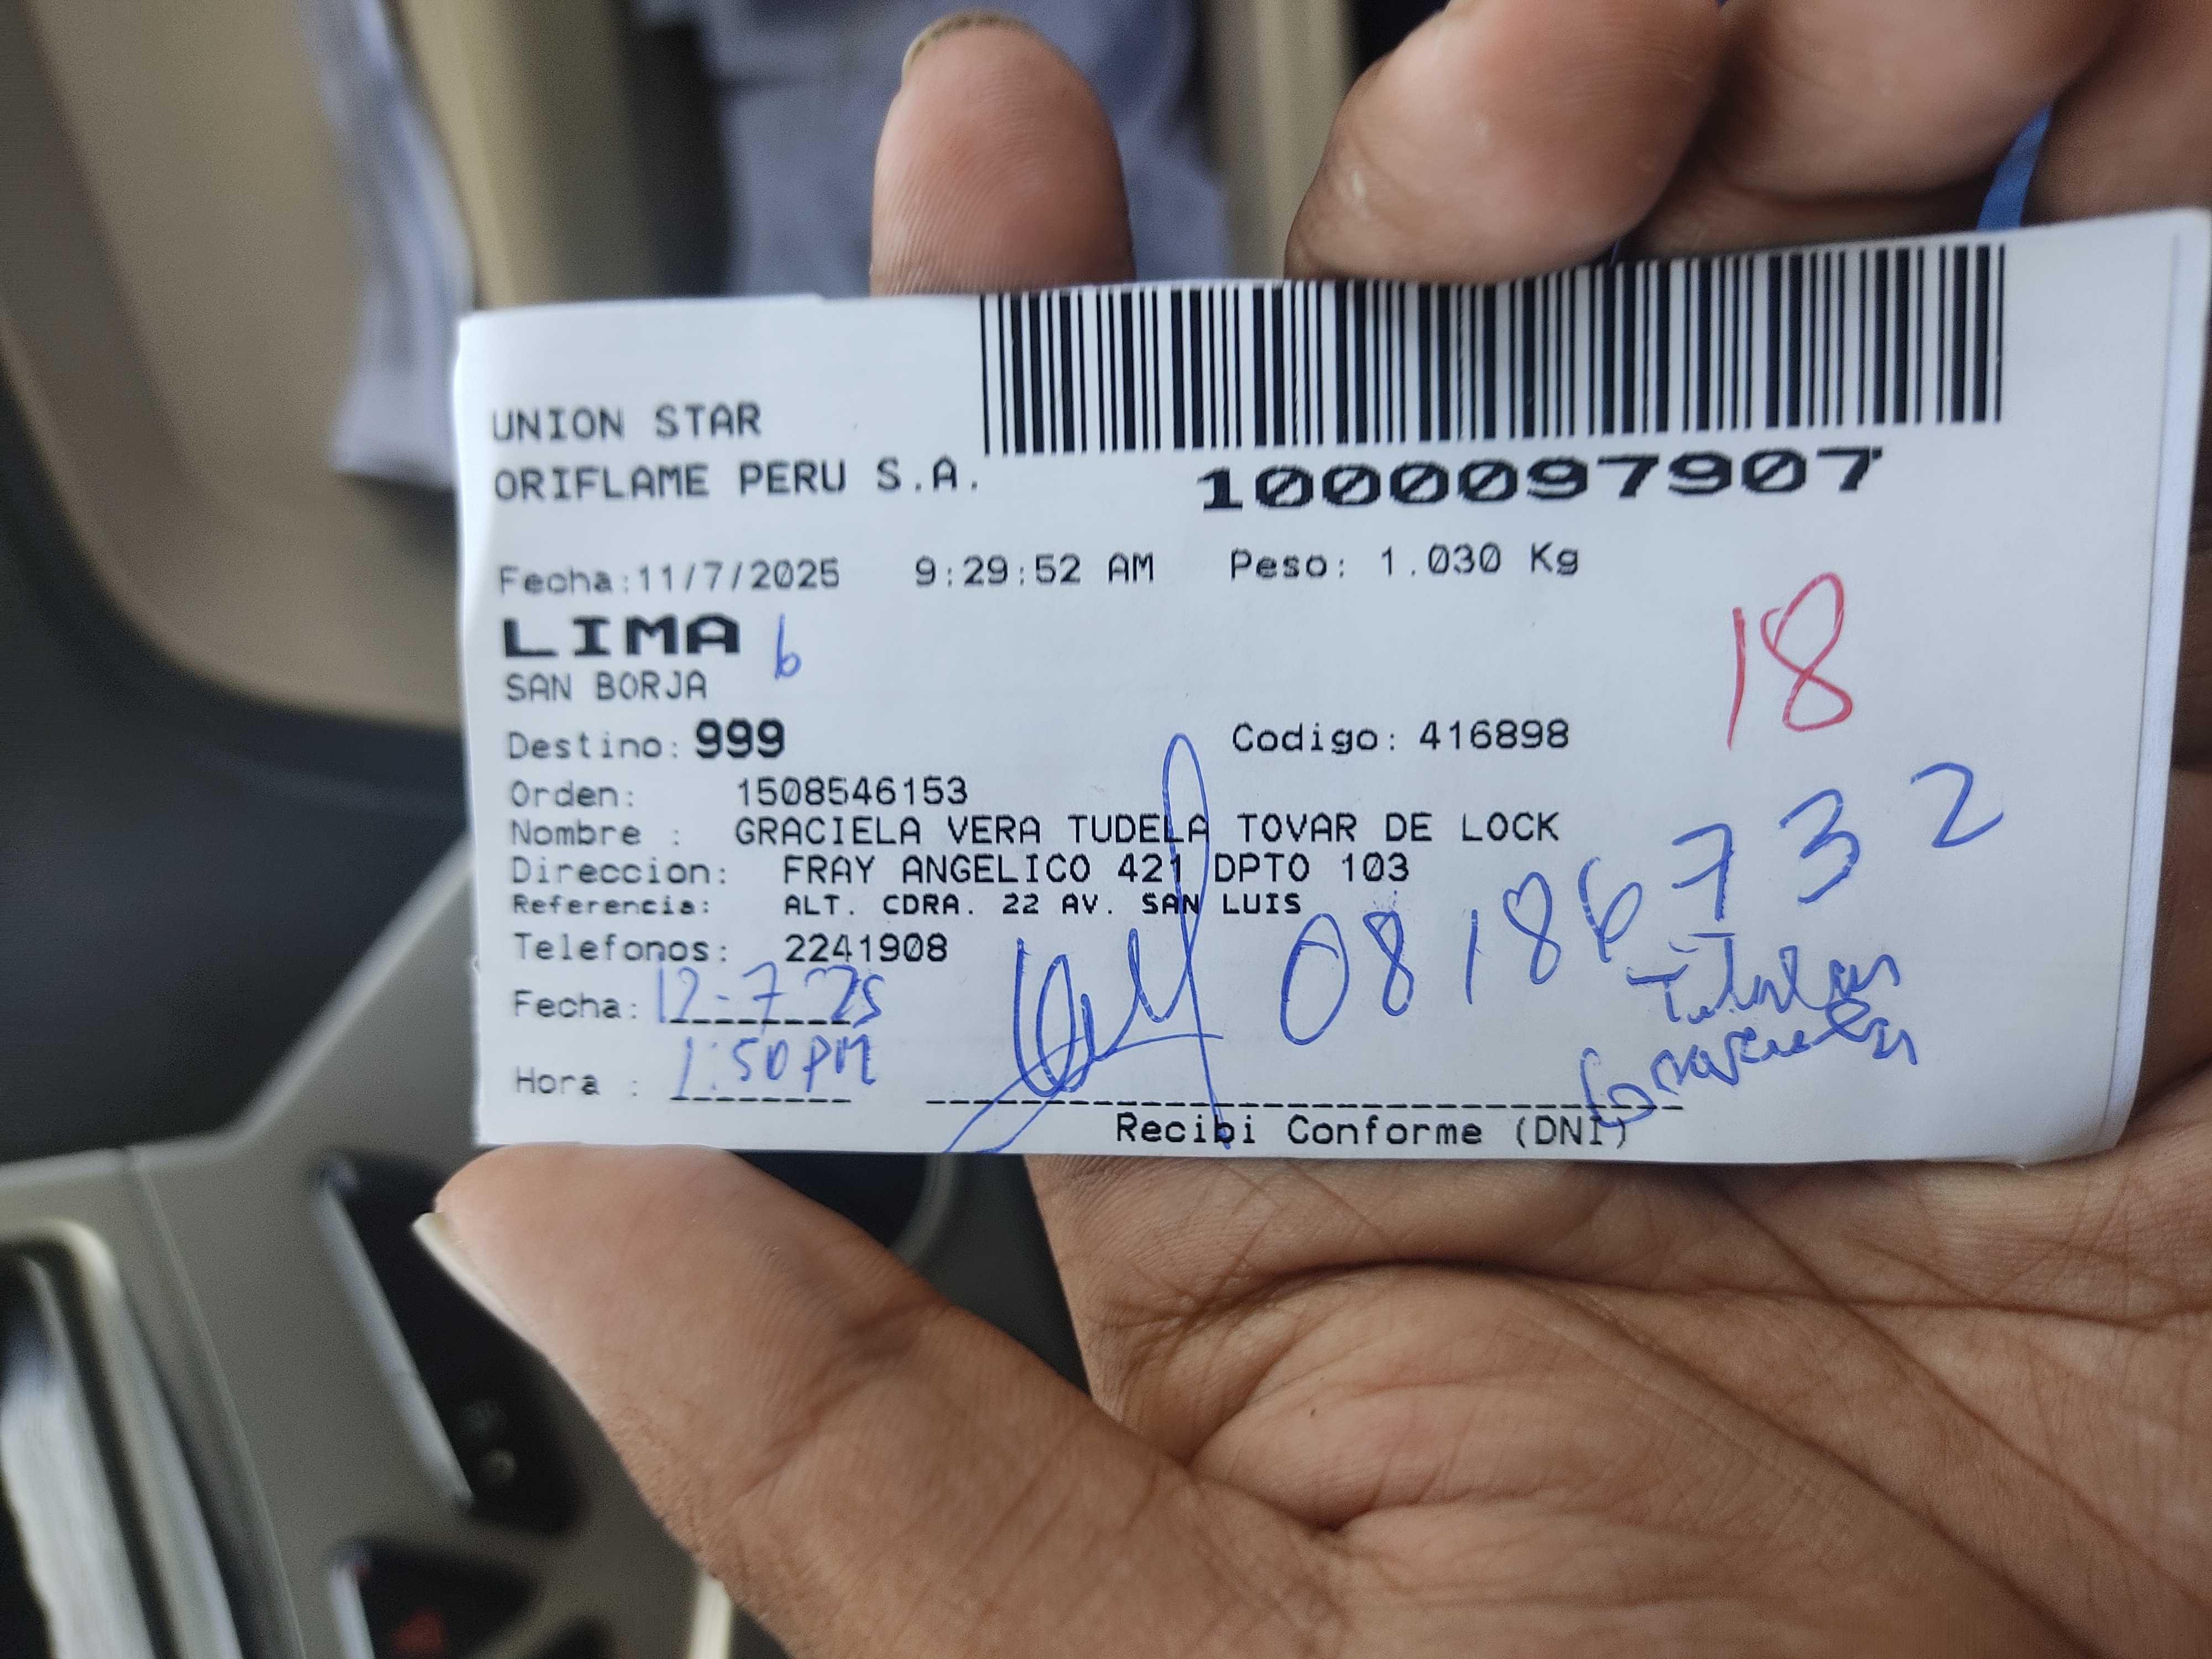 UNION STAR
ORIFLAME PERU S.A.
1000097907
Fecha:11/7/2025 9:29:52 AM Peso: 1.030 Kg
LIMA b
18
SAN BORJA
Destino: 999 Codigo: 416898
Orden: 1508546153
Nombre : GRACIELA VERA TUDELA TOVAR DE LOCK
Direccion: FRAY ANGELICO 421 DPTO 103
Referencia: ALT. CDRA. 22 AV. SAN LUIS
Telefonos: 2241908
08186732
Titular
Graciela
Fecha: 12-7-25
Hora : 1:50 PM
Recibi Conforme (DNI)